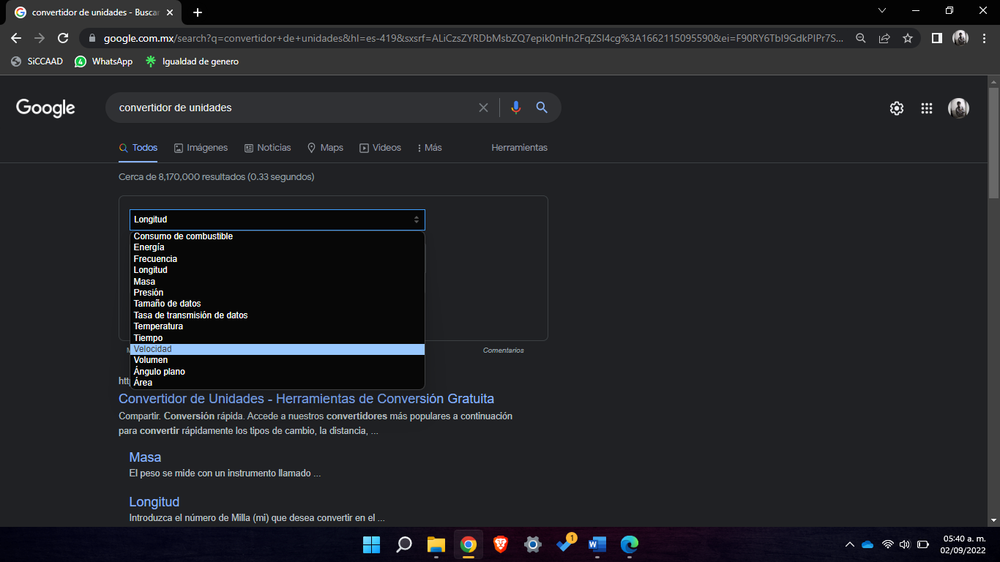 convertidor de unidades - Buscar
google.com.mx/search?q=convertidor+de+unidades&hl=es-419&sxsrf=ALiCzsZYRDbMsbZQ7epik0nHn2FqZSl4cg%3A1662115095590&ei=F90RY6Tbl9GdkPIPr7S...
SiCCAAD
WhatsApp
Igualdad de genero
Google
convertidor de unidades
Todos
Imágenes
Noticias
Maps
Videos
Más
Herramientas
Cerca de 8,170,000 resultados (0.33 segundos)
Longitud
Consumo de combustible
Energía
Frecuencia
Longitud
Masa
Presión
Tamaño de datos
Tasa de transmisión de datos
Temperatura
Tiempo
Velocidad
Volumen
Ángulo plano
Área
Comentarios
Convertidor de Unidades - Herramientas de Conversión Gratuita
Compartir. Conversión rápida. Accede a nuestros convertidores más populares a continuación
para convertir rápidamente los tipos de cambio, la distancia, ...
Masa
El peso se mide con un instrumento llamado ...
Longitud
Introduzca el número de Milla (mi) que desea convertir en el ...
1
05:40 a. m.
02/09/2022